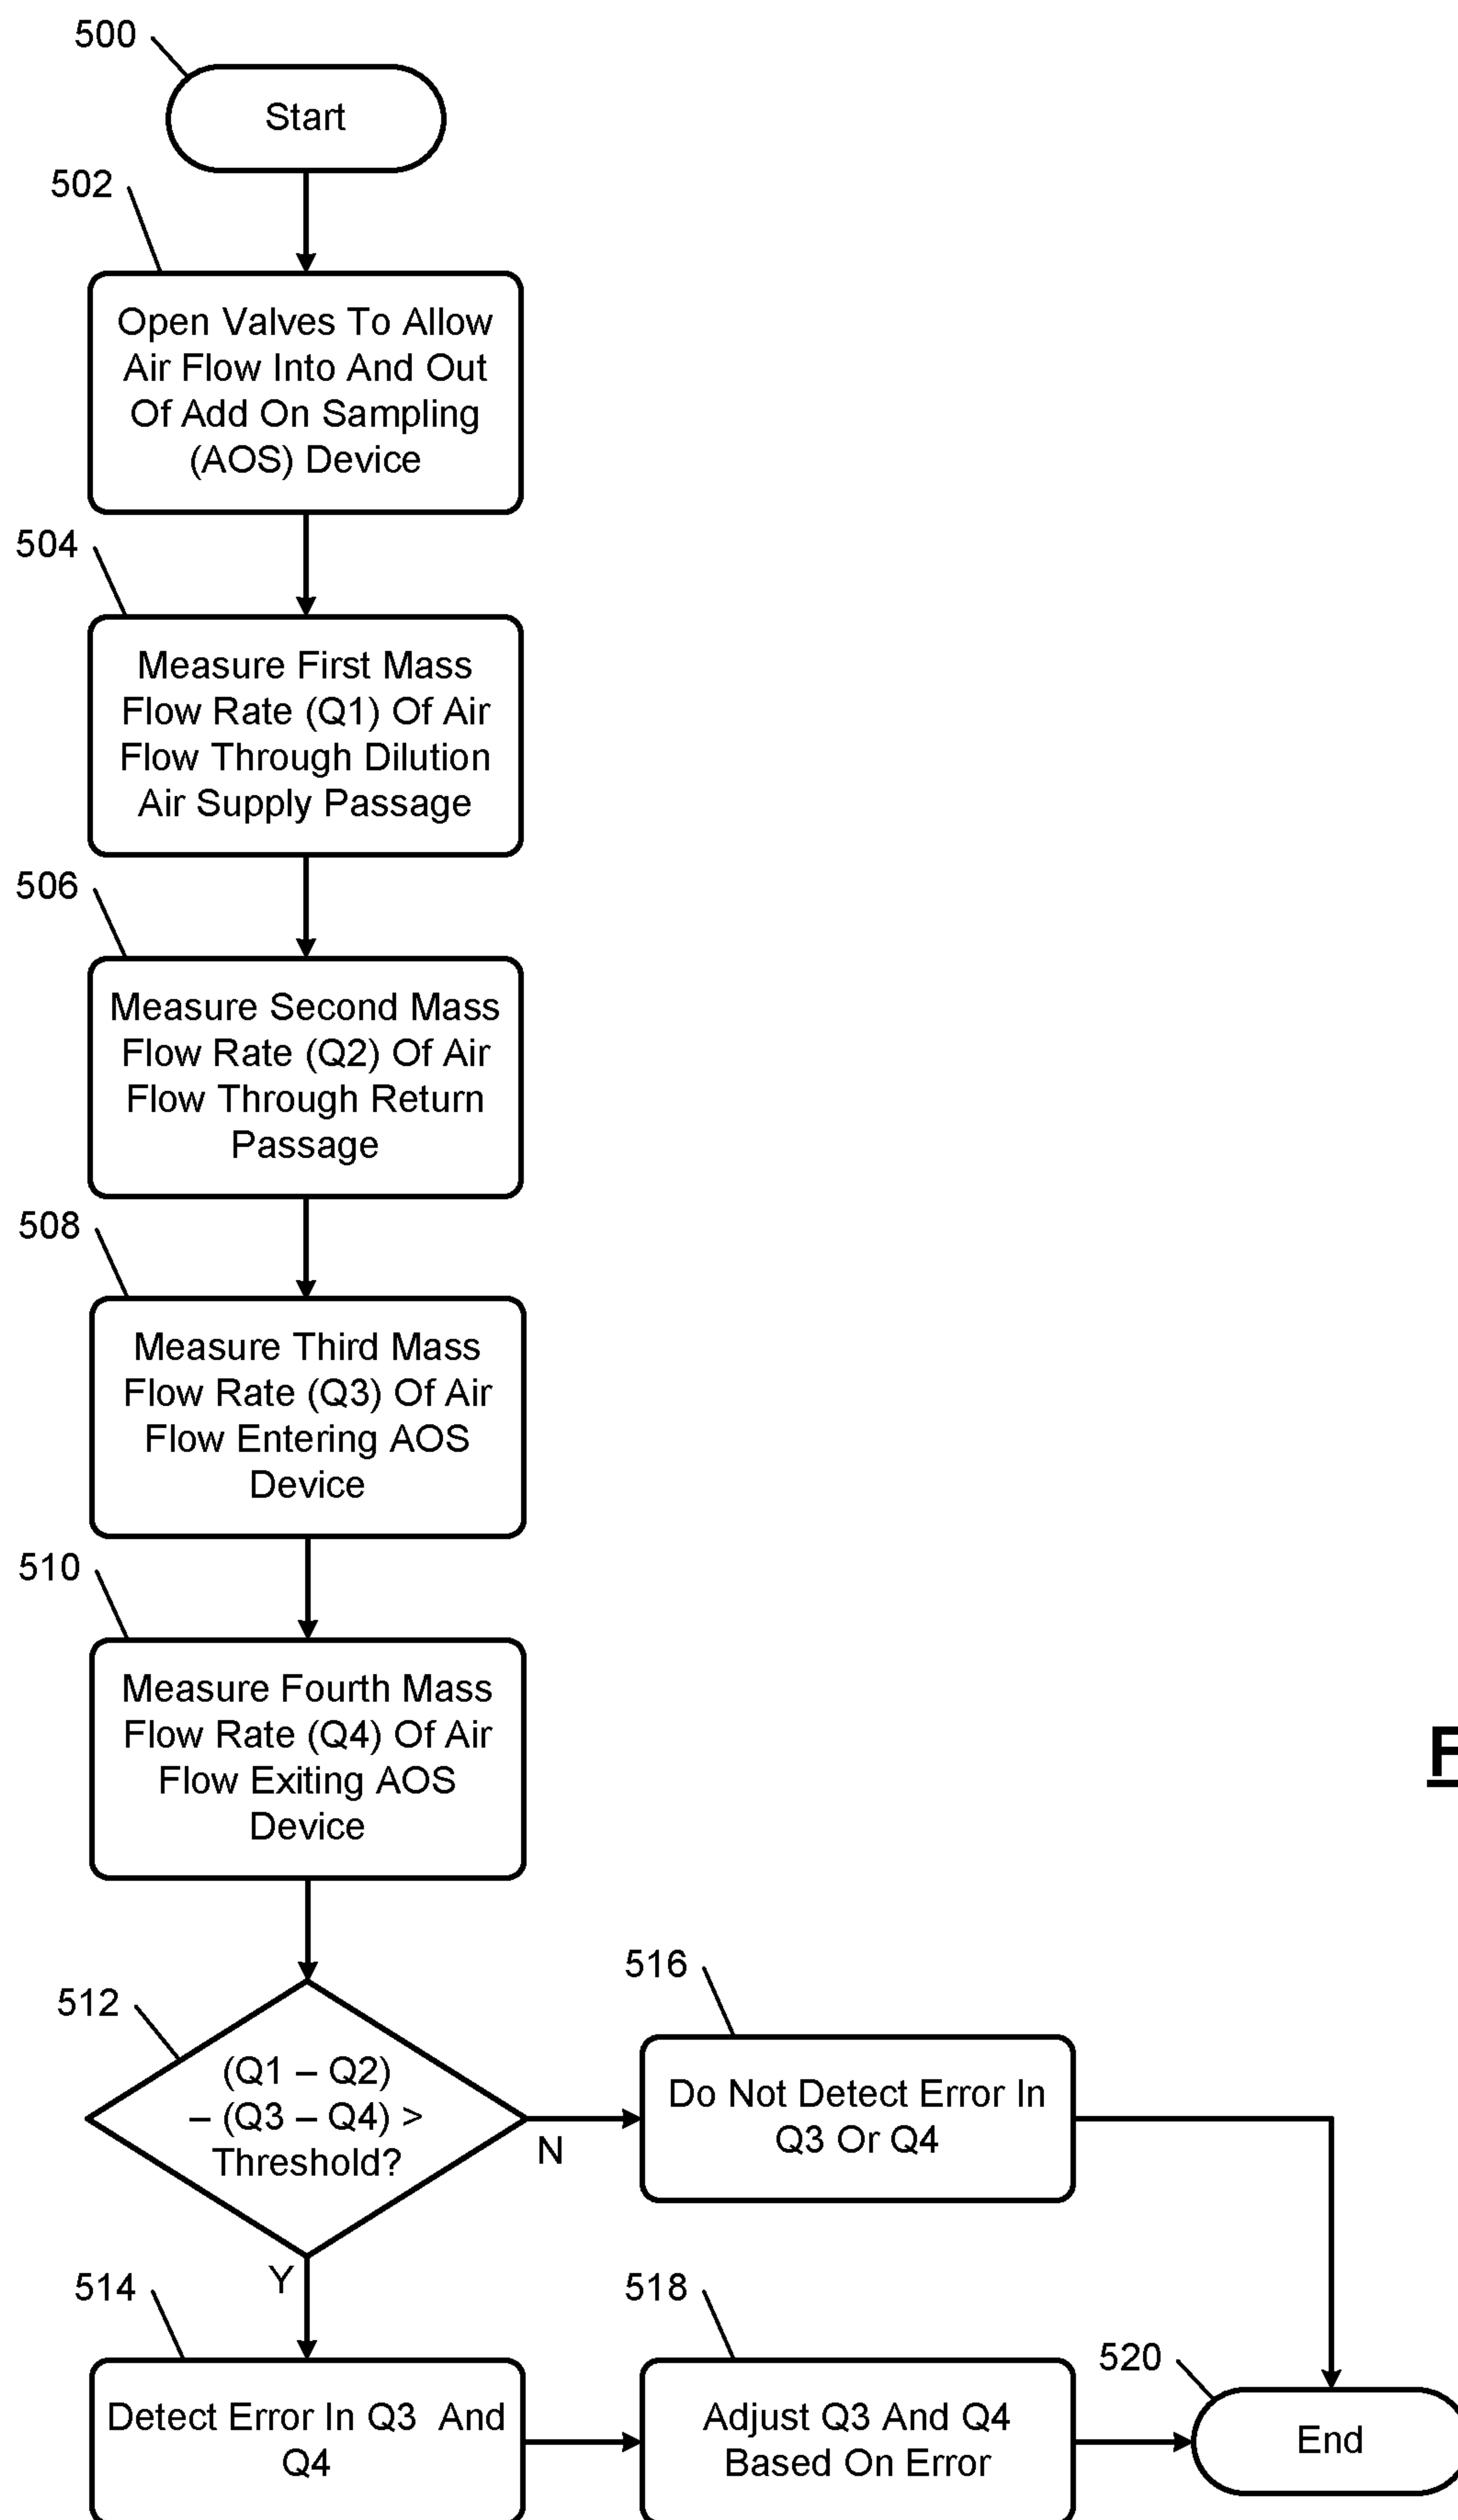 500
Start
502
Open Valves To Allow
Air Flow Into And Out
Of Add On Sampling
(AOS) Device
504
Measure First Mass
Flow Rate (Q1) Of Air
Flow Through Dilution
Air Supply Passage
506
Measure Second Mass
Flow Rate (Q2) Of Air
Flow Through Return
Passage
508
Measure Third Mass
Flow Rate (Q3) Of Air
Flow Entering AOS
Device
510
Measure Fourth Mass
Flow Rate (Q4) Of Air
Flow Exiting AOS
Device
512
(Q1 – Q2)
– (Q3 – Q4) >
Threshold?
N
Y
516
Do Not Detect Error In
Q3 Or Q4
514
Detect Error In Q3 And
Q4
518
Adjust Q3 And Q4
Based On Error
520
End